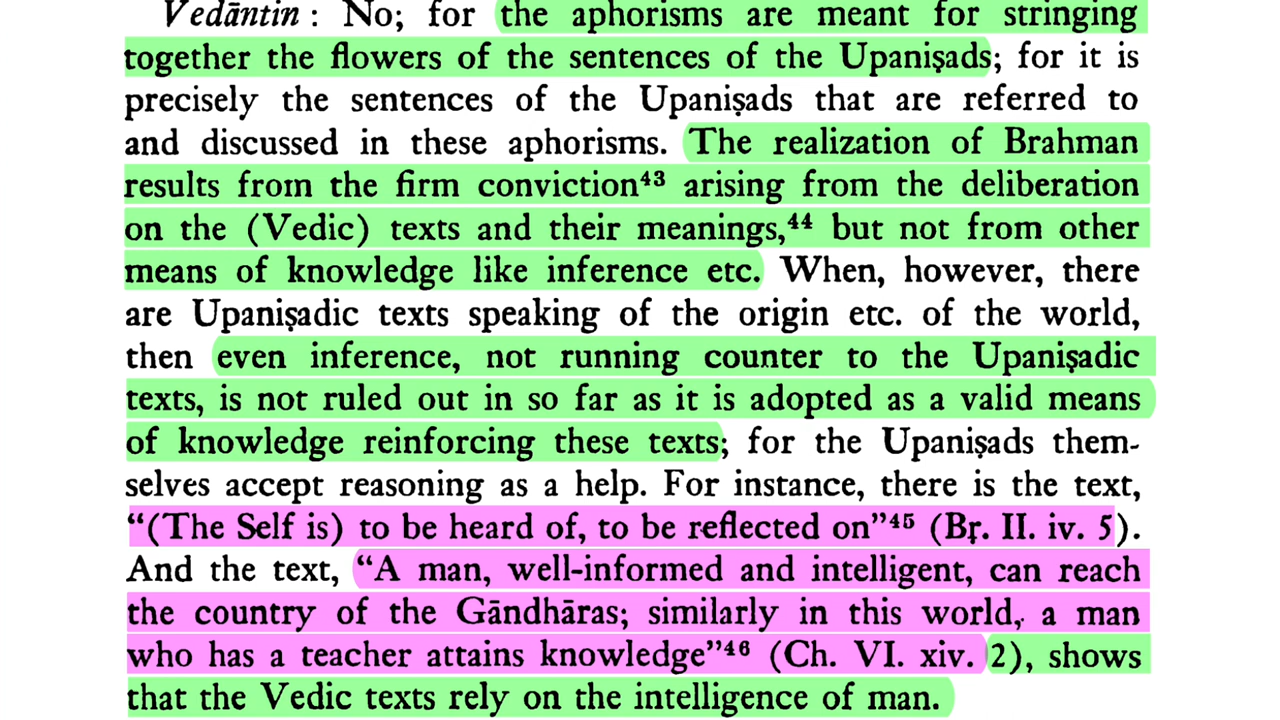 Vedāntin : No; for the aphorisms are meant for stringing
together the flowers of the sentences of the Upaniṣads; for it is
precisely the sentences of the Upaniṣads that are referred to
and discussed in these aphorisms. The realization of Brahman
results from the firm conviction⁴³ arising from the deliberation
on the (Vedic) texts and their meanings,⁴⁴ but not from other
means of knowledge like inference etc. When, however, there
are Upaniṣadic texts speaking of the origin etc. of the world,
then even inference, not running counter to the Upaniṣadic
texts, is not ruled out in so far as it is adopted as a valid means
of knowledge reinforcing these texts; for the Upaniṣads them-
selves accept reasoning as a help. For instance, there is the text,
“(The Self is) to be heard of, to be reflected on”⁴⁵ (Bṛ. II. iv. 5).
And the text, “A man, well-informed and intelligent, can reach
the country of the Gāndhāras; similarly in this world, a man
who has a teacher attains knowledge”⁴⁶ (Ch. VI. xiv. 2), shows
that the Vedic texts rely on the intelligence of man.